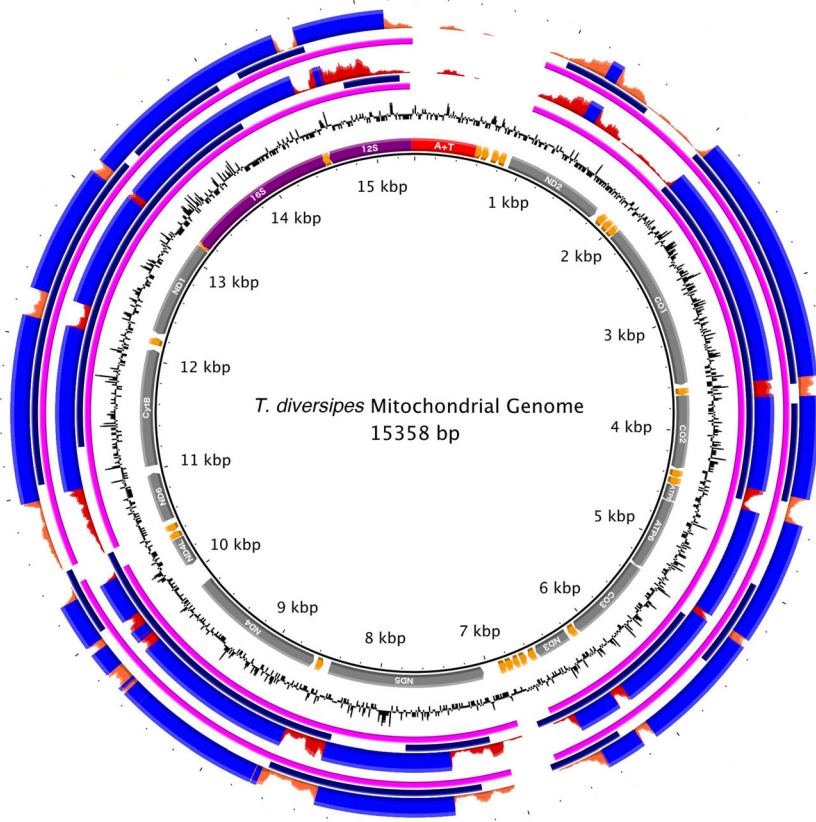 T. diversipes Mitochondrial Genome
15358 bp
A+T
1 kbp
ND2
2 kbp
CO1
3 kbp
4 kbp
CO2
ATP8
5 kbp
ATP6
6 kbp
CO3
ND3
7 kbp
8 kbp
ND5
9 kbp
ND4
10 kbp
ND4L
ND6
11 kbp
CytB
12 kbp
ND1
13 kbp
16S
14 kbp
15 kbp
12S